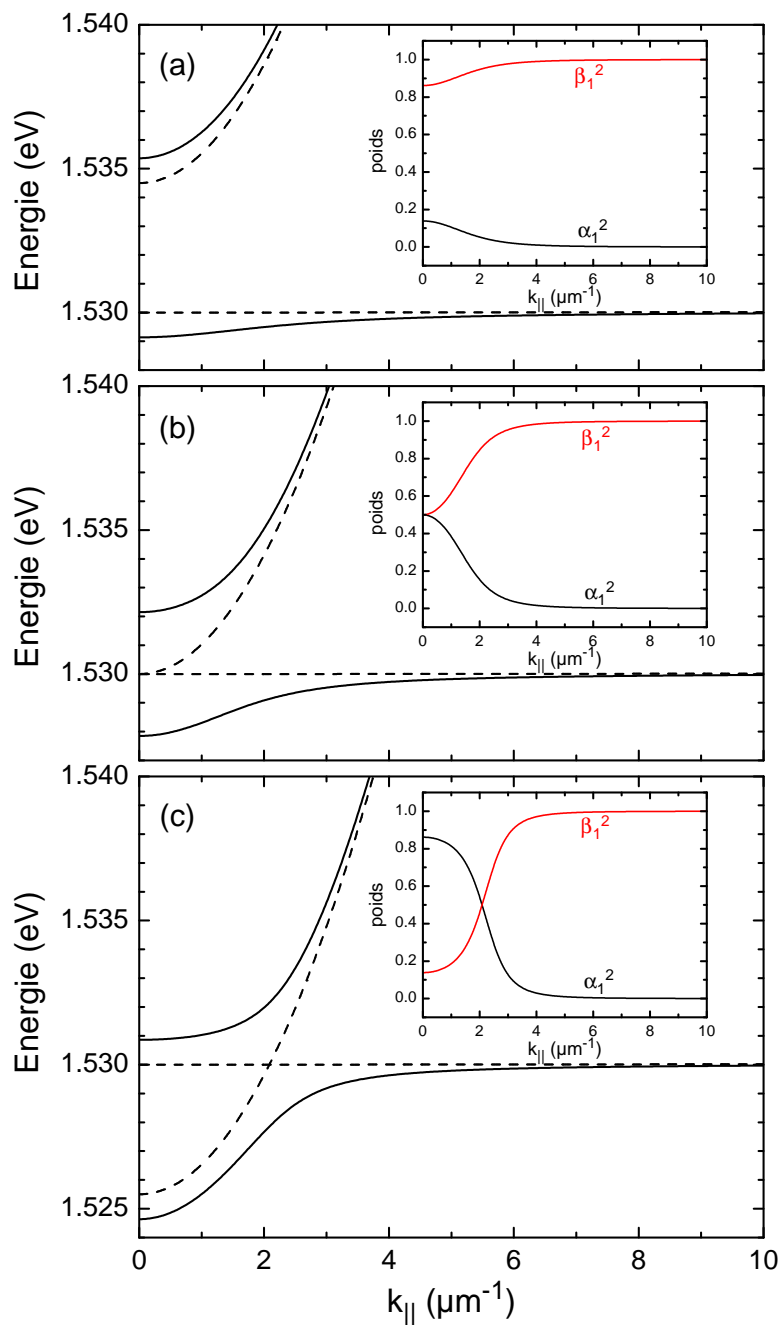 1.540
(a)
1.535
1.530
Energie (eV)
1.0
0.8
0.6
0.4
0.2
0.0
poids
β₁²
α₁²
0 2 4 6 8 10
k|| (µm⁻¹)
1.540
(b)
1.535
1.530
Energie (eV)
1.0
0.8
0.6
0.4
0.2
0.0
poids
β₁²
α₁²
0 2 4 6 8 10
k|| (µm⁻¹)
1.540
(c)
1.535
1.530
1.525
Energie (eV)
1.0
0.8
0.6
0.4
0.2
0.0
poids
β₁²
α₁²
0 2 4 6 8 10
k|| (µm⁻¹)
0 2 4 6 8 10
k|| (µm⁻¹)